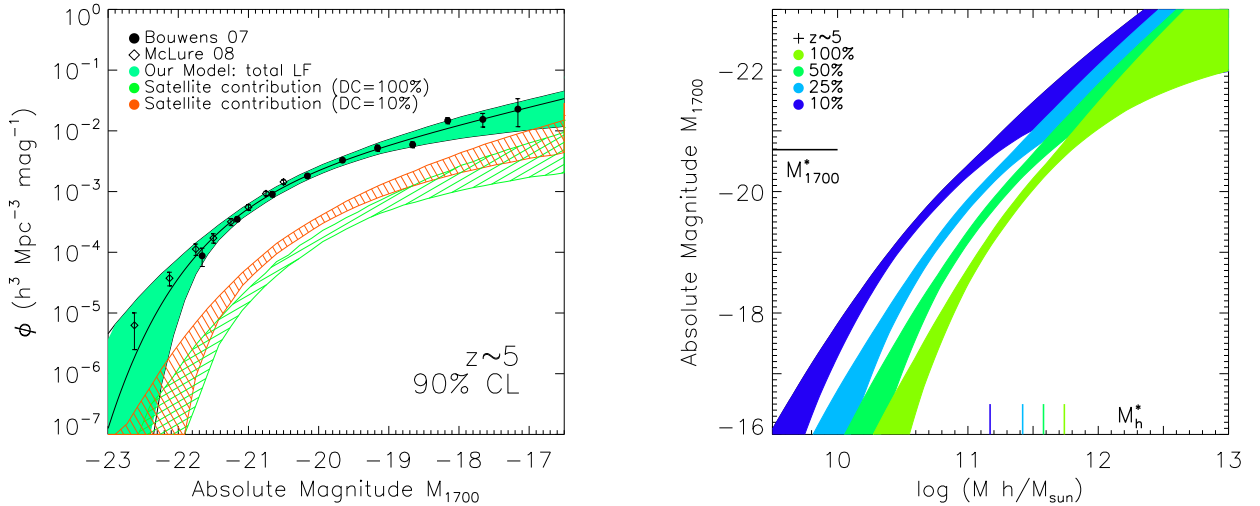 10⁰
10⁻¹
10⁻²
10⁻³
10⁻⁴
10⁻⁵
10⁻⁶
10⁻⁷
ϕ (h³ Mpc⁻³ mag⁻¹)
Bouwens 07
McLure 08
Our Model: total LF
Satellite contribution (DC=100%)
Satellite contribution (DC=10%)
z~5
90% CL
−23 −22 −21 −20 −19 −18 −17
Absolute Magnitude M₁₇₀₀
−22
−20
−18
−16
Absolute Magnitude M₁₇₀₀
z~5
100%
50%
25%
10%
M*₁₇₀₀
M*ₕ
10 11 12 13
log (M h/Mₛᵤₙ)